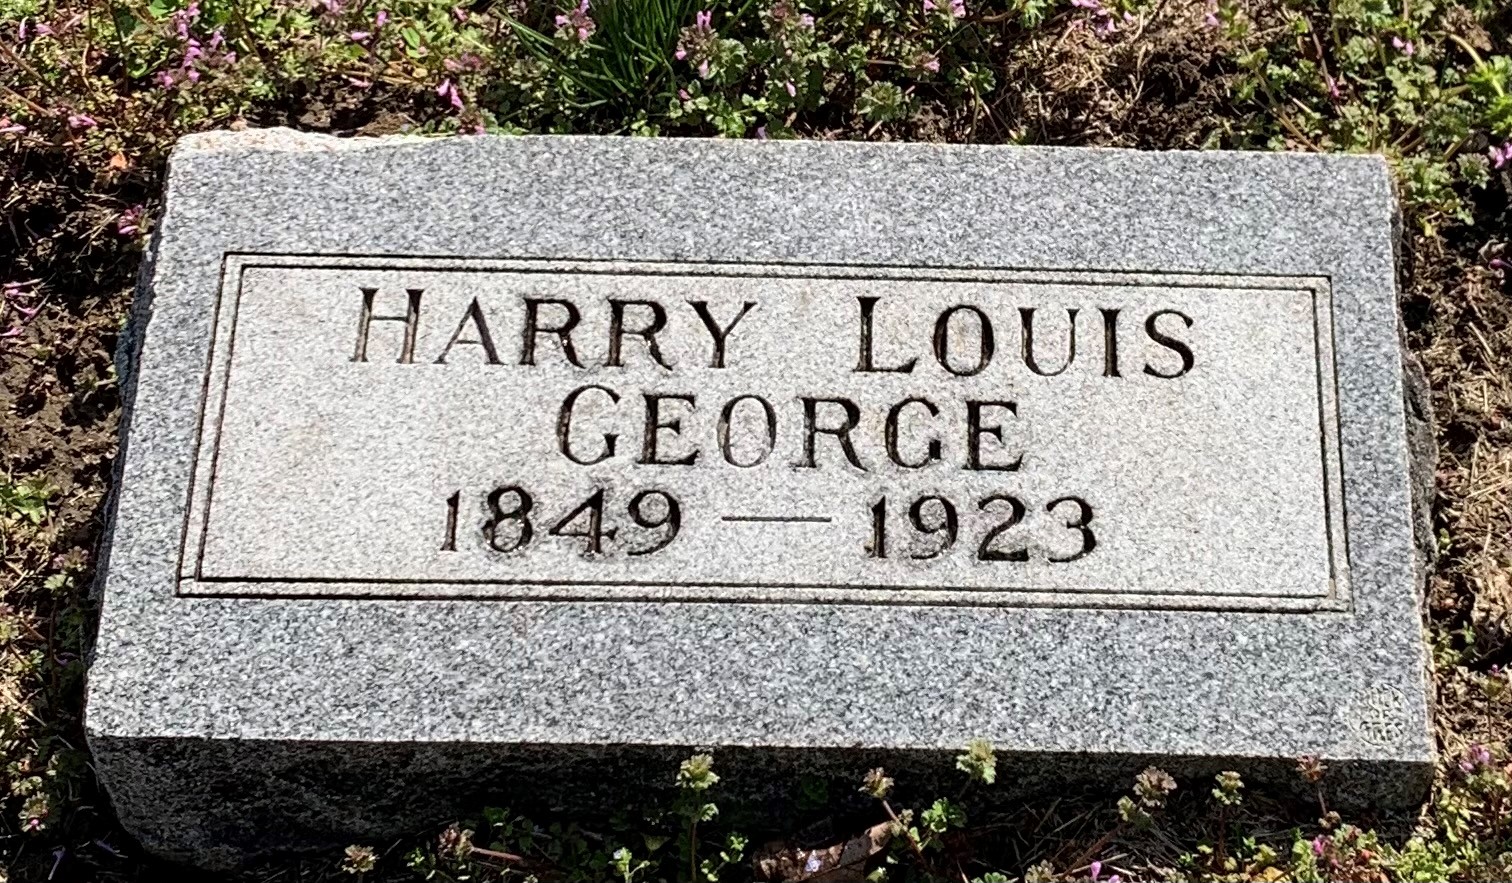 HARRY LOUIS
GEORGE
1849 — 1923